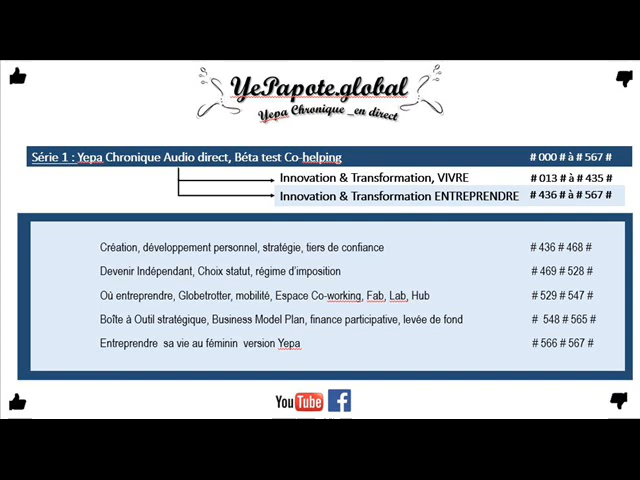 YePapote.global
Yepa Chronique _en direct
Série 1 : Yepa Chronique Audio direct, Béta test Co-helping # 000 # à # 567 #
Innovation & Transformation, VIVRE # 013 # à # 435 #
Innovation & Transformation ENTREPRENDRE # 436 # à # 567 #
Création, développement personnel, stratégie, tiers de confiance # 436 # 468 #
Devenir Indépendant, Choix statut, régime d'imposition # 469 # 528 #
Où entreprendre, Globetrotter, mobilité, Espace Co-working, Fab, Lab, Hub # 529 # 547 #
Boîte à Outil stratégique, Business Model Plan, finance participative, levée de fond # 548 # 565 #
Entreprendre sa vie au féminin version Yepa # 566 # 567 #
YouTube f